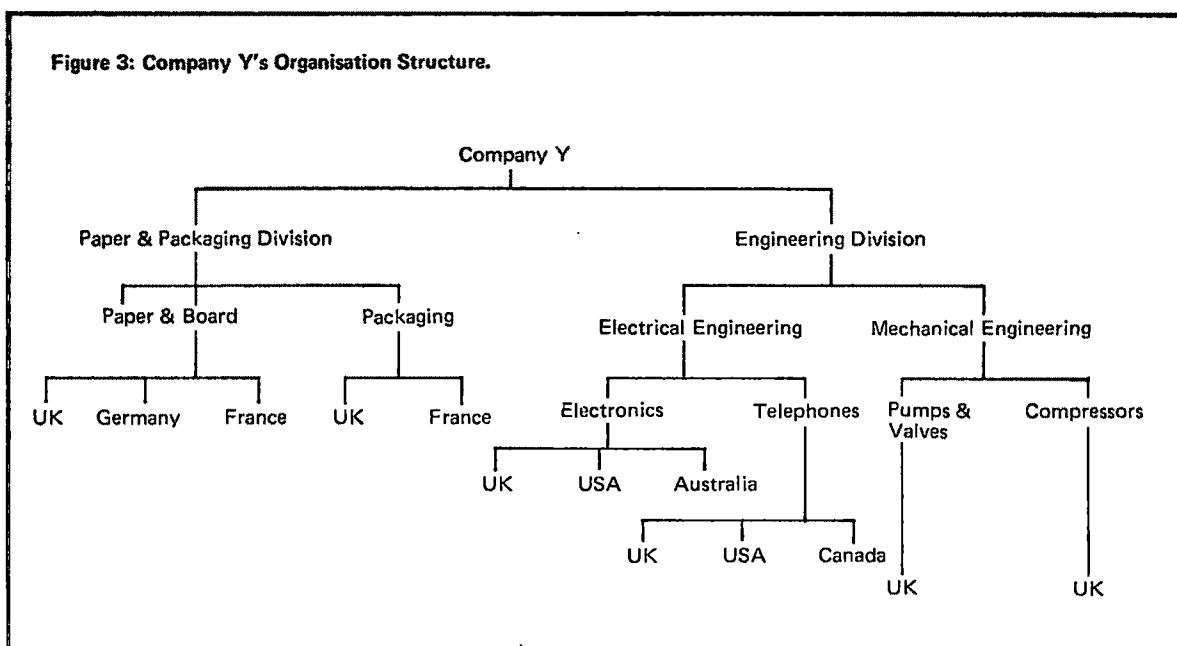 Figure 3: Company Y's Organisation Structure.
Company Y
Paper & Packaging Division
Engineering Division
Paper & Board
Packaging
Electrical Engineering
Mechanical Engineering
UK
Germany
France
UK
France
Electronics
Telephones
Pumps &
Valves
Compressors
UK
USA
Australia
UK
USA
Canada
UK
UK